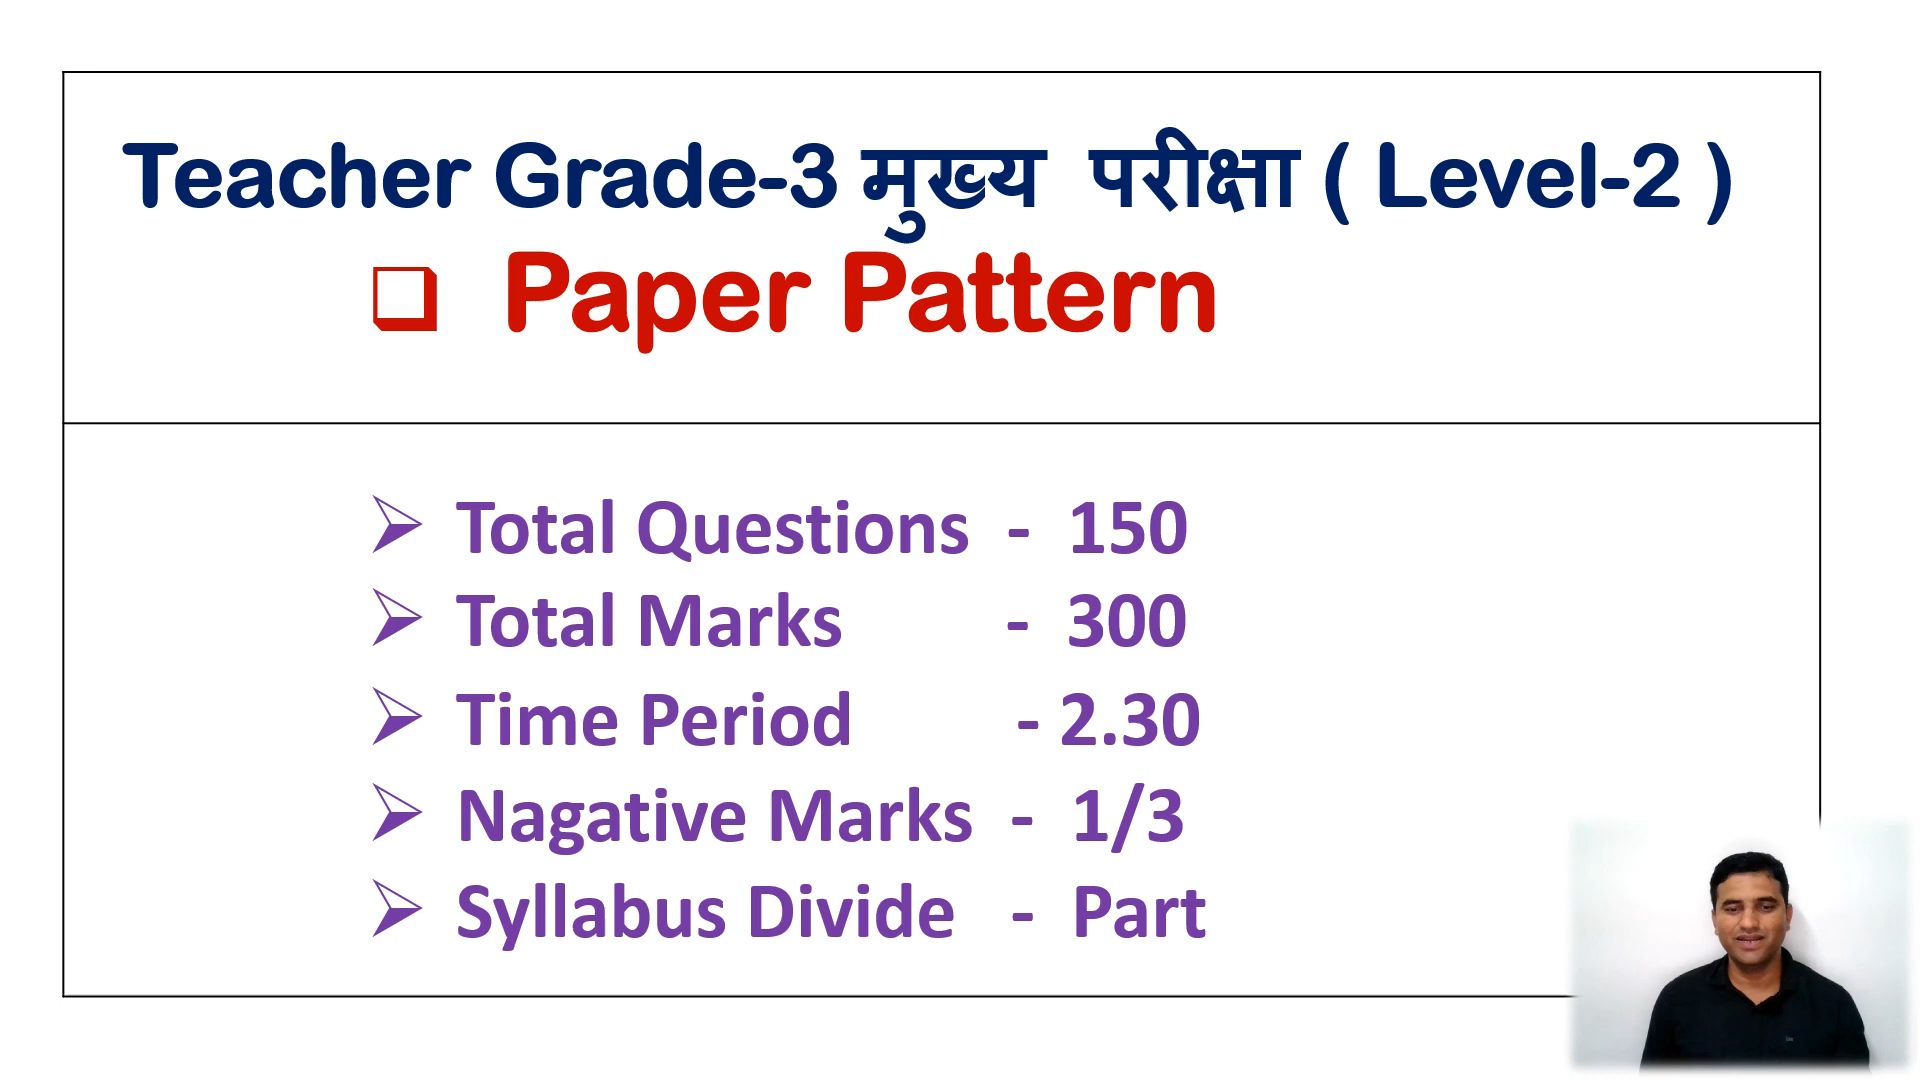 Teacher Grade-3 मुख्य परीक्षा ( Level-2 )
Paper Pattern
Total Questions - 150
Total Marks - 300
Time Period - 2.30
Nagative Marks - 1/3
Syllabus Divide - Part